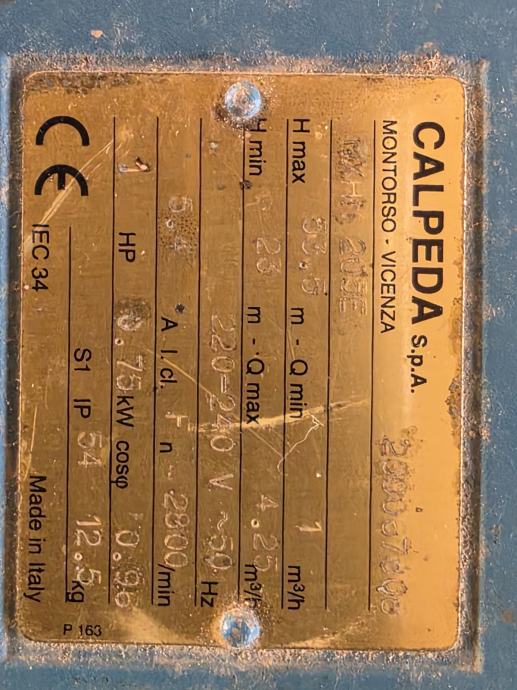 CALPEDA S.p.A.
MONTORSO - VICENZA
MXHL 205E
H max 53.5 m - Q min 1 m³/h
H min 23 m - Q max 4.25 m³/h
220-240 V ~50 Hz
5.4 A I.cl. F n 2800/min
1 HP 0.75 kW cosφ 0.96
S1 IP 54 12.5 kg
CE IEC 34 Made in Italy
P 163